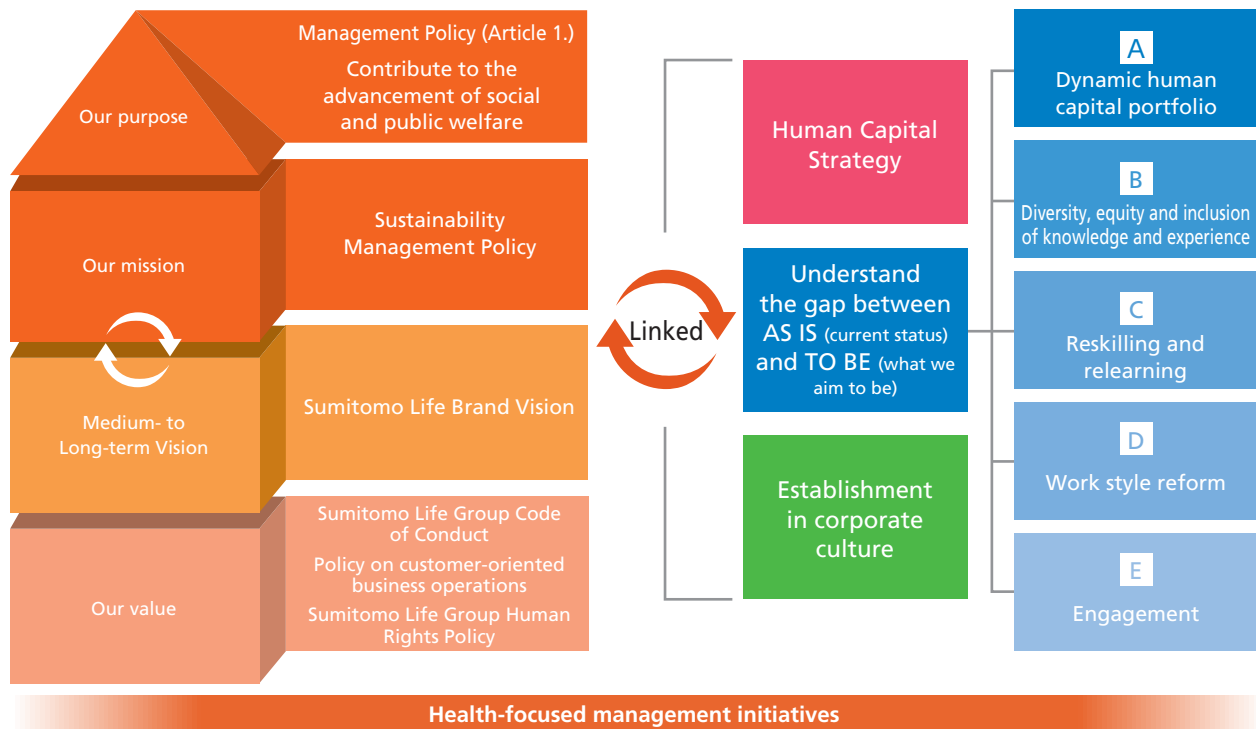 Our purpose
Management Policy (Article 1.)
Contribute to the
advancement of social
and public welfare
Our mission
Sustainability
Management Policy
Medium- to
Long-term Vision
Sumitomo Life Brand Vision
Our value
Sumitomo Life Group Code
of Conduct
Policy on customer-oriented
business operations
Sumitomo Life Group Human
Rights Policy
Linked
Human Capital
Strategy
Understand
the gap between
AS IS (current status)
and TO BE (what we
aim to be)
Establishment
in corporate
culture
A
Dynamic human
capital portfolio
B
Diversity, equity and inclusion
of knowledge and experience
C
Reskilling and
relearning
D
Work style reform
E
Engagement
Health-focused management initiatives